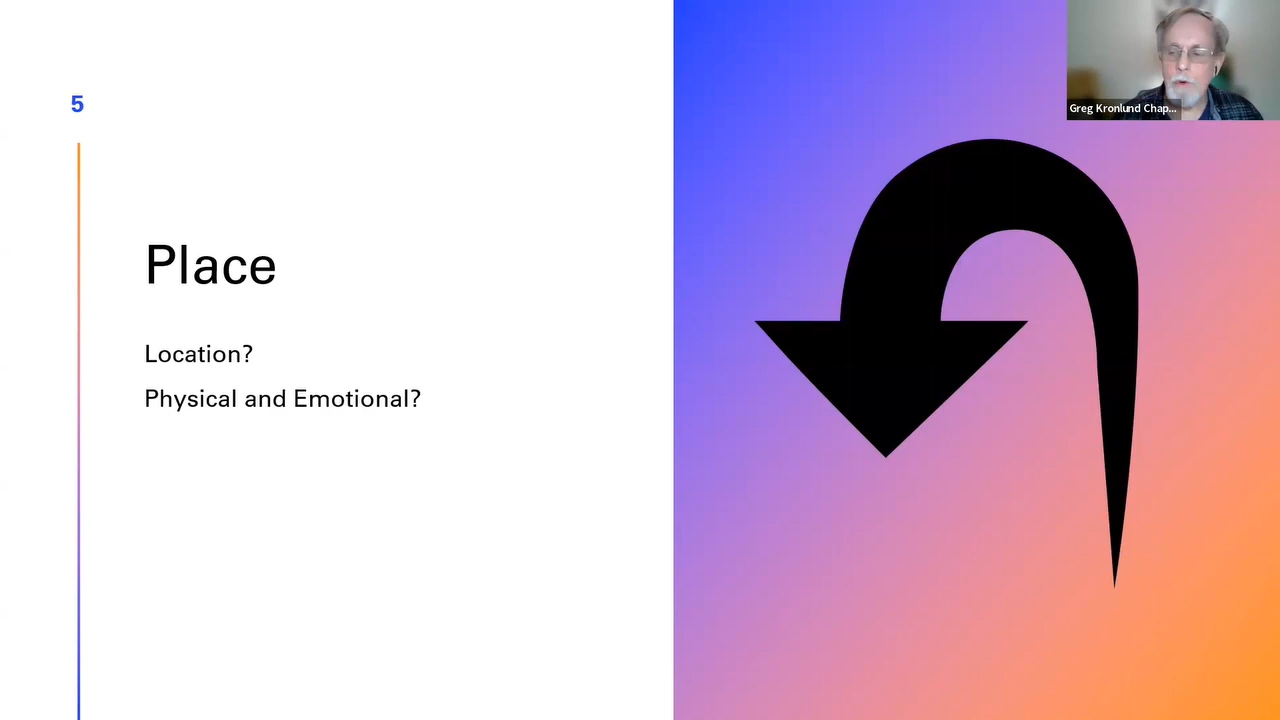 5
Place
Location?
Physical and Emotional?
Greg Kronlund Chap...